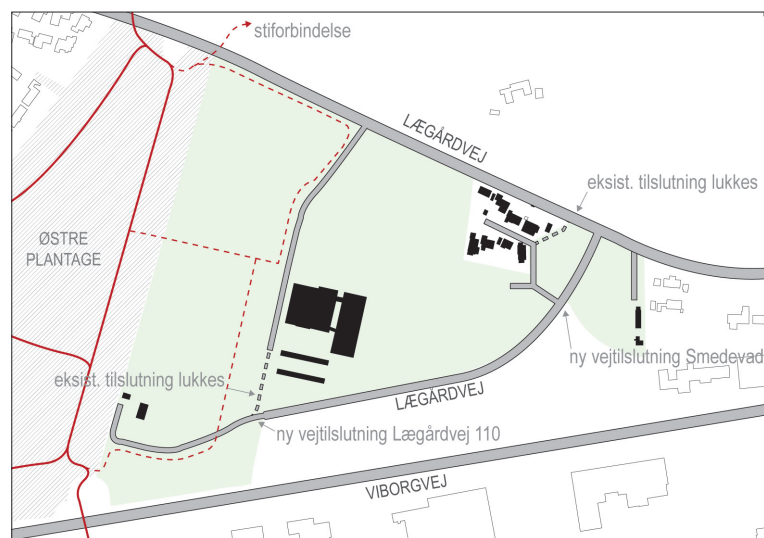 stiforbindelse
LÆGÅRDVEJ
eksist. tilslutning lukkes
ØSTRE
PLANTAGE
ny vejtilslutning Smedevad
eksist. tilslutning lukkes
LÆGÅRDVEJ
ny vejtilslutning Lægårdvej 110
VIBORGVEJ